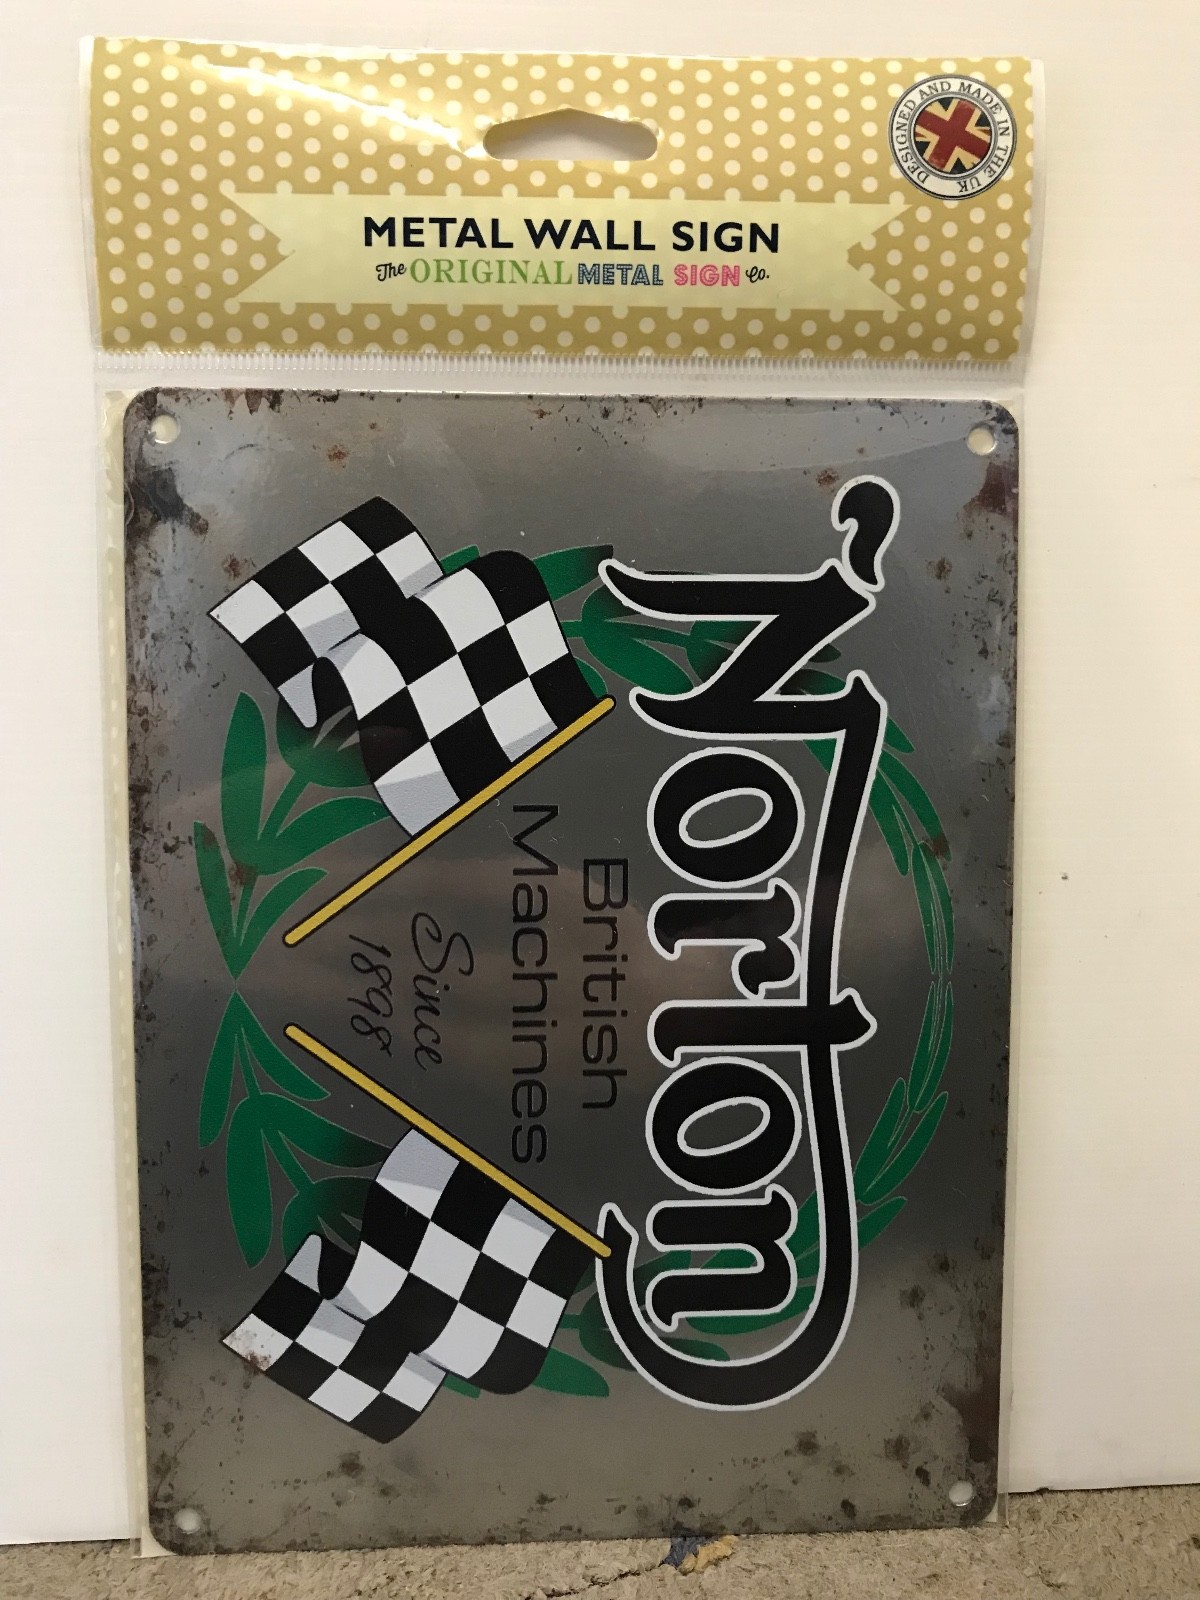 DESIGNED AND MADE IN THE UK
METAL WALL SIGN
The ORIGINAL METAL SIGN Co.
Norton
British
Machines
Since
1898